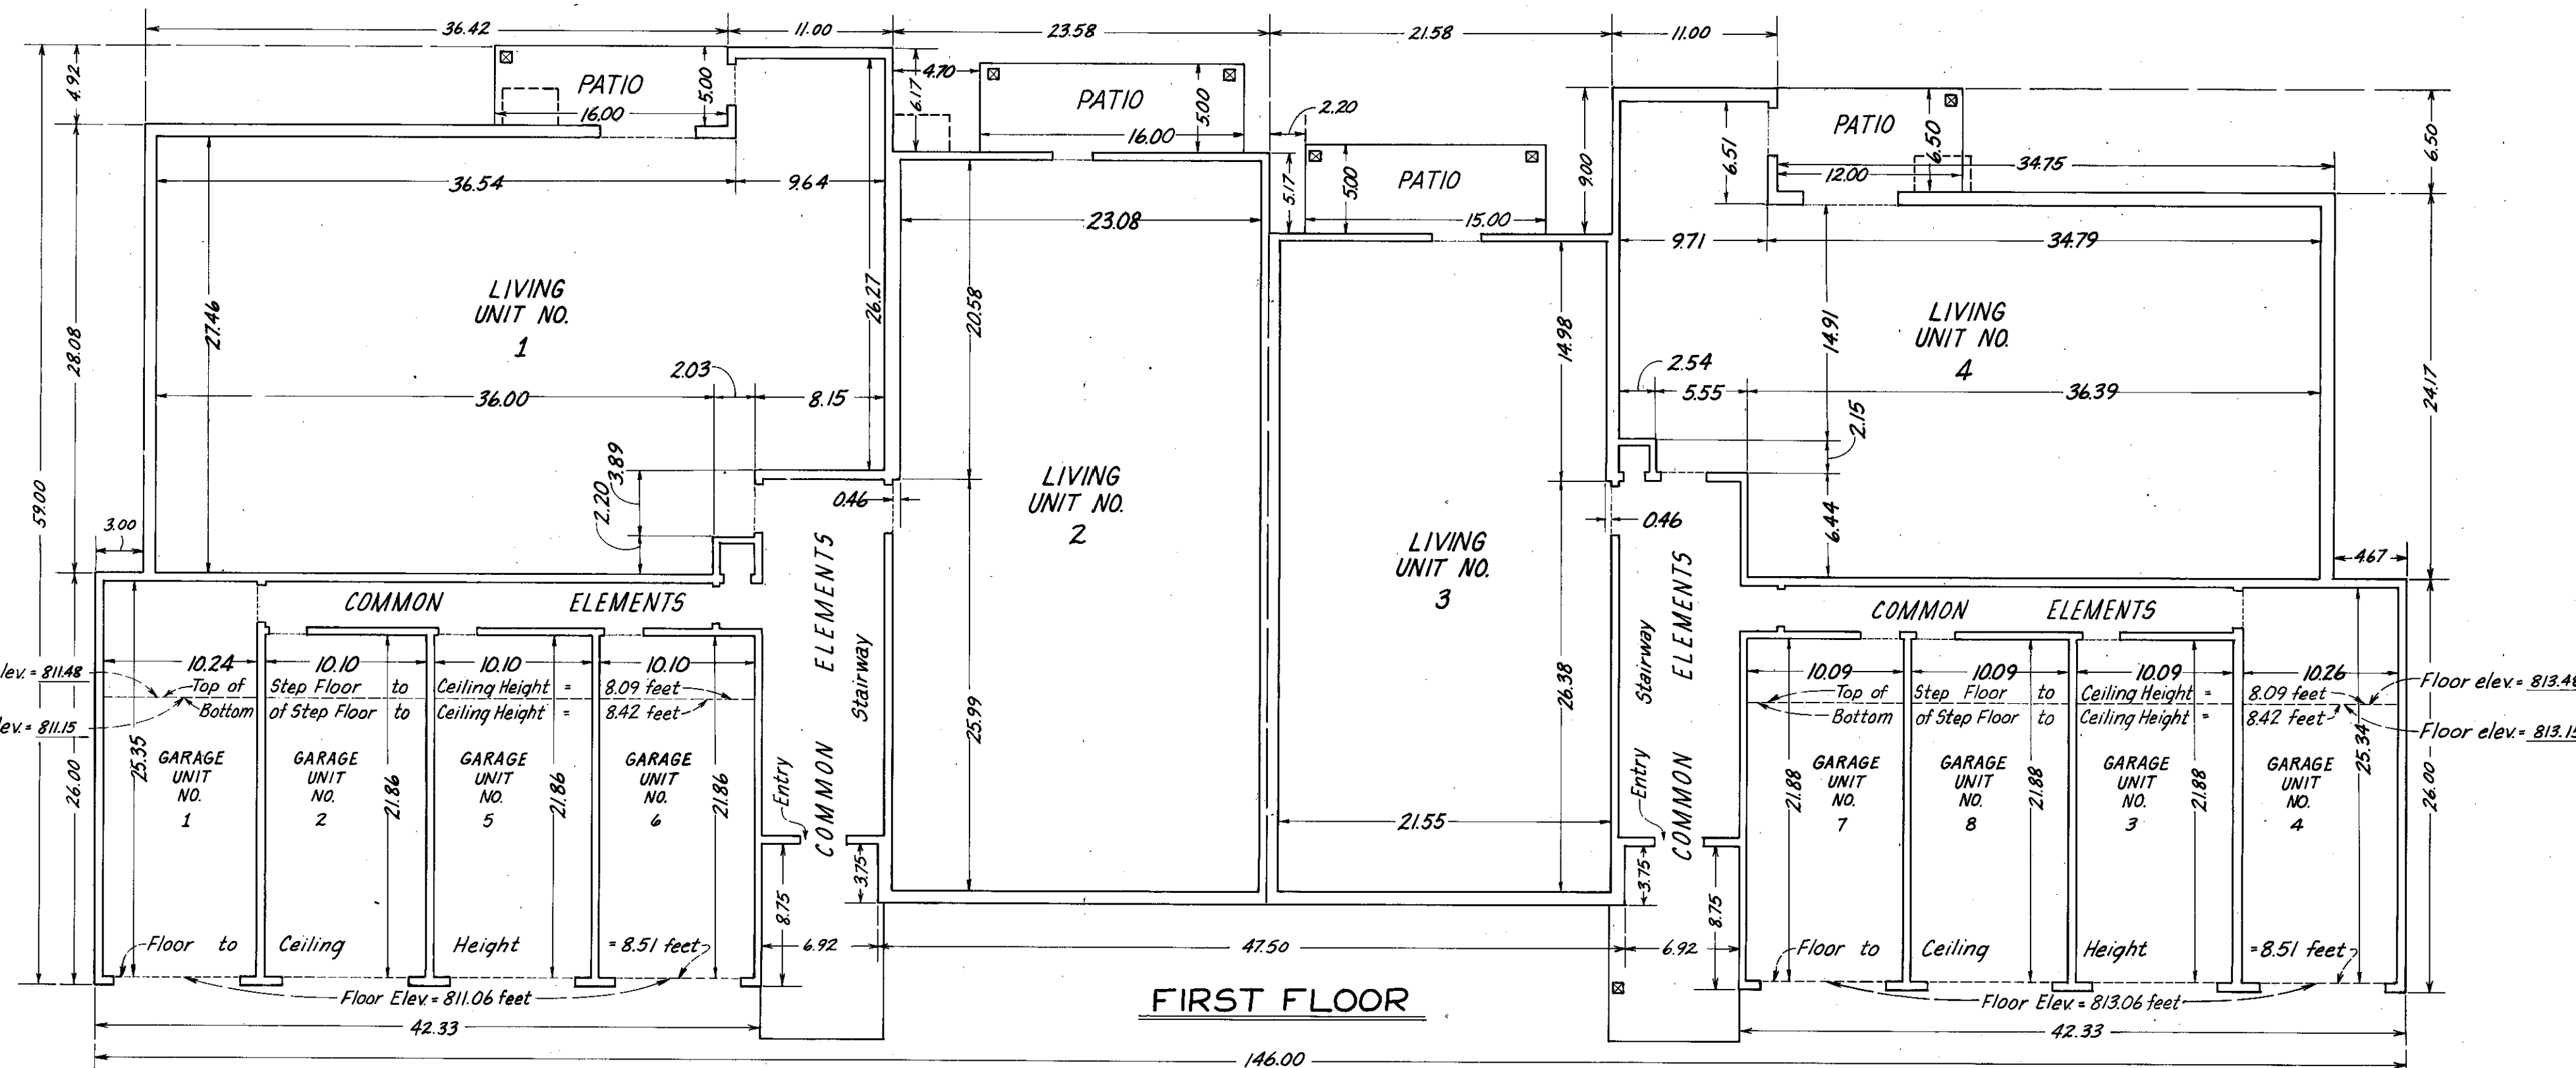 36.42
11.00
23.58
21.58
11.00
4.92
PATIO
5.00
16.00
6.17
4.70
PATIO
5.00
16.00
2.20
5.17
5.00
PATIO
15.00
9.00
6.51
PATIO
6.50
12.00
34.75
6.50
36.54
9.64
23.08
9.71
34.79
59.00
28.08
27.46
LIVING
UNIT NO.
1
26.27
20.58
14.98
14.91
LIVING
UNIT NO.
4
24.17
2.03
36.00
8.15
2.54
5.55
36.39
2.15
3.89
2.20
0.46
LIVING
UNIT NO.
2
0.46
6.44
LIVING
UNIT NO.
3
3.00
4.67
COMMON ELEMENTS
COMMON ELEMENTS
Stairway
Entry
25.99
26.38
21.55
Stairway
COMMON ELEMENTS
Entry
COMMON ELEMENTS
10.24
10.10
10.10
10.10
lev. = 811.48
Top of Step Floor to Ceiling Height = 8.09 feet
Bottom of Step Floor to Ceiling Height = 8.42 feet
ev. = 811.15
26.00
25.35
GARAGE
UNIT
NO.
1
GARAGE
UNIT
NO.
2
21.86
GARAGE
UNIT
NO.
5
21.86
GARAGE
UNIT
NO.
6
21.86
10.09
10.09
10.09
10.26
Top of Step Floor to Ceiling Height = 8.09 feet
Floor elev. = 813.48
Bottom of Step Floor to Ceiling Height = 8.42 feet
Floor elev. = 813.15
21.88
GARAGE
UNIT
NO.
7
GARAGE
UNIT
NO.
8
21.88
GARAGE
UNIT
NO.
3
21.88
GARAGE
UNIT
NO.
4
25.34
26.00
8.75
3.75
3.75
8.75
Floor to Ceiling Height = 8.51 feet
6.92
47.50
6.92
Floor to Ceiling Height = 8.51 feet
Floor Elev. = 811.06 feet
FIRST FLOOR
Floor Elev. = 813.06 feet
42.33
42.33
146.00